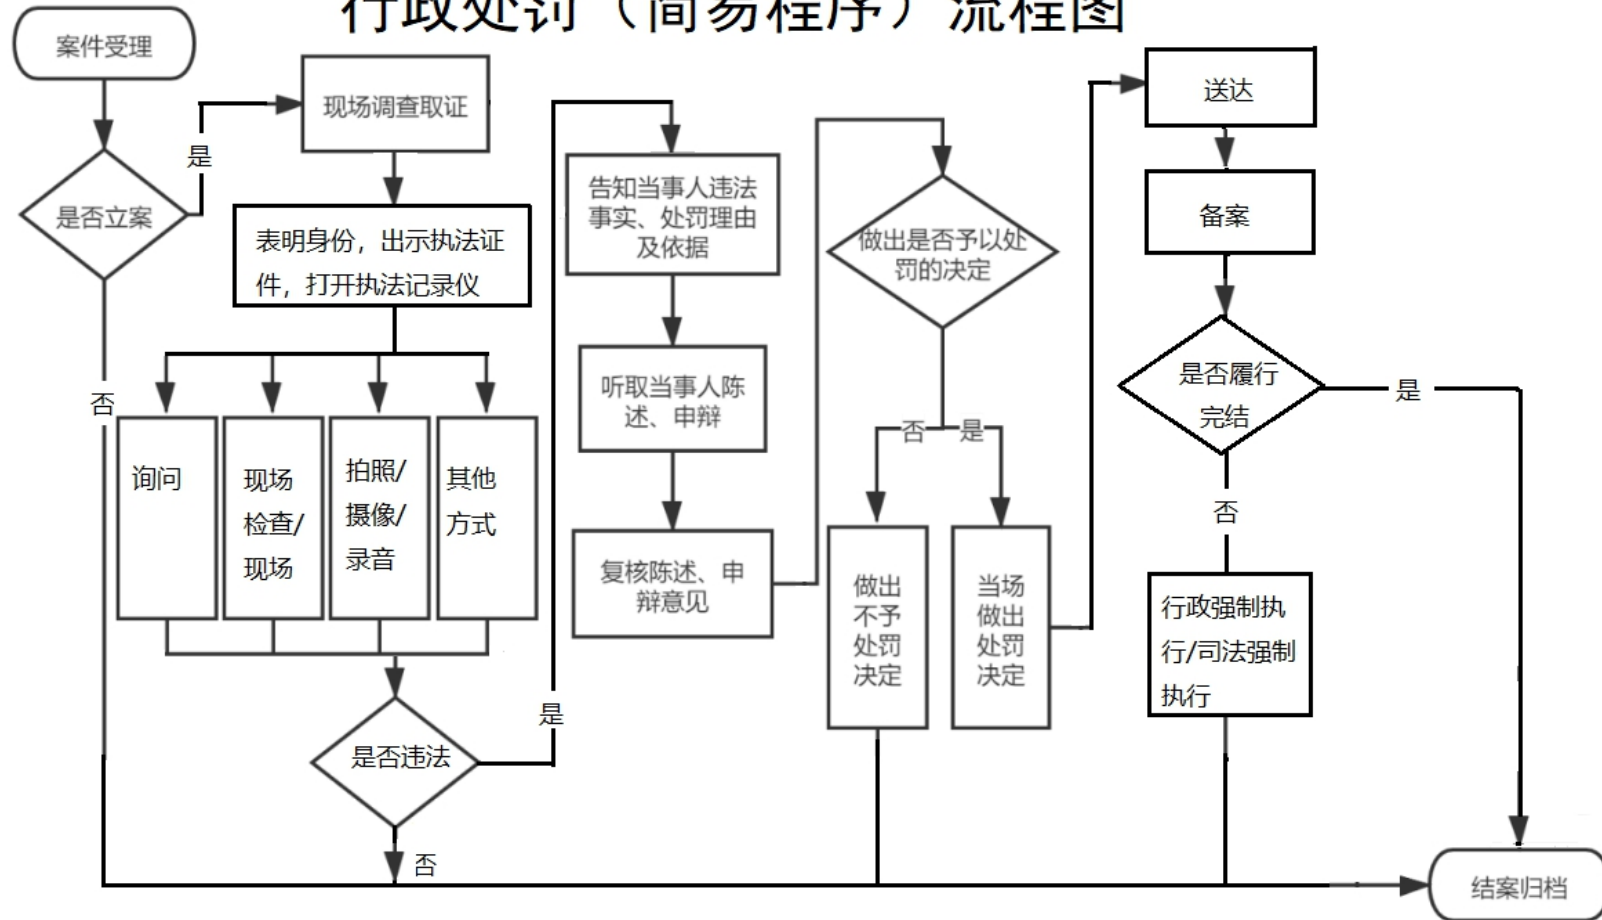 行政处罚（简易程序）流程图
案件受理
是否立案
是
否
现场调查取证
表明身份，出示执法证
件，打开执法记录仪
询问
现场
检查/
现场
拍照/
摄像/
录音
其他
方式
是否违法
是
否
告知当事人违法
事实、处罚理由
及依据
听取当事人陈
述、申辩
复核陈述、申
辩意见
做出是否予以处
罚的决定
否
是
做出
不予
处罚
决定
当场
做出
处罚
决定
送达
备案
是否履行
完结
是
否
行政强制执
行/司法强制
执行
结案归档